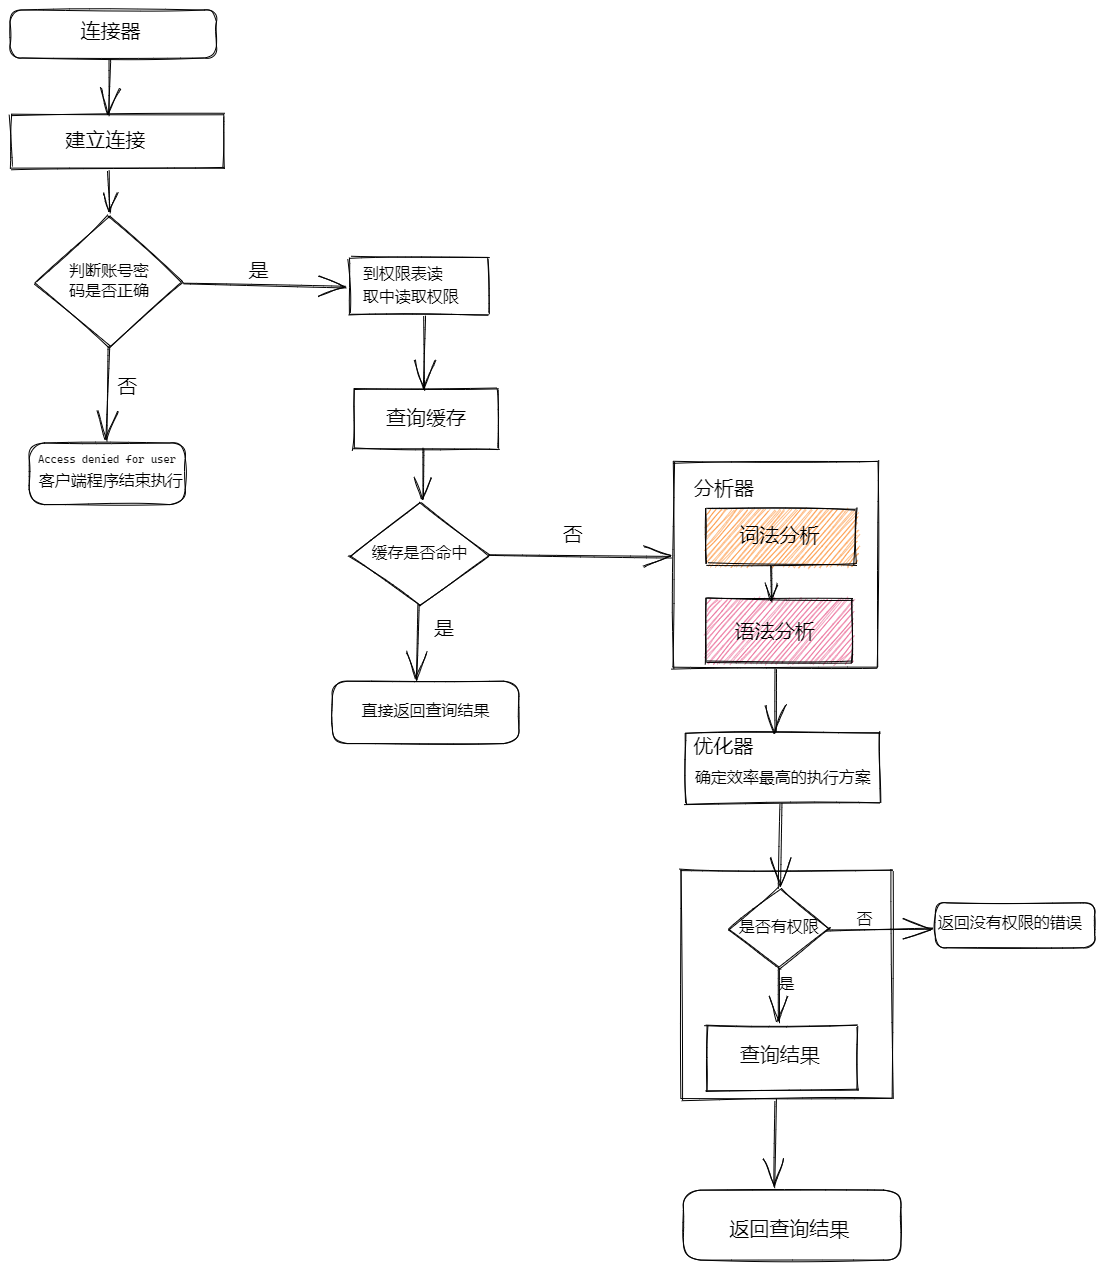 连接器
建立连接
判断账号密
码是否正确
是
到权限表读
取中读取权限
否
Access denied for user
客户端程序结束执行
查询缓存
缓存是否命中
否
是
直接返回查询结果
分析器
词法分析
语法分析
优化器
确定效率最高的执行方案
是否有权限
否
返回没有权限的错误
是
查询结果
返回查询结果